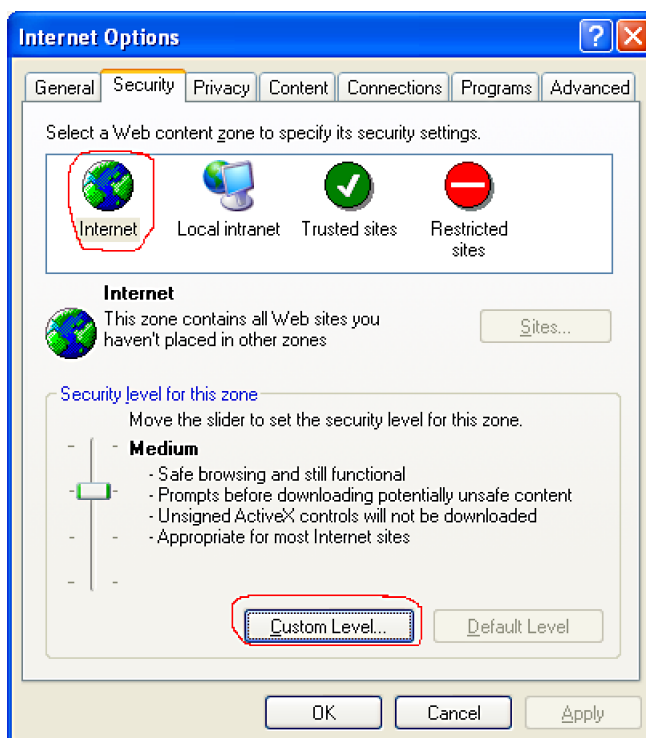 Internet Options
General Security Privacy Content Connections Programs Advanced
Select a Web content zone to specify its security settings.
Internet Local intranet Trusted sites Restricted
sites
Internet
This zone contains all Web sites you
haven't placed in other zones
Sites...
Security level for this zone
Move the slider to set the security level for this zone.
Medium
- Safe browsing and still functional
- Prompts before downloading potentially unsafe content
- Unsigned ActiveX controls will not be downloaded
- Appropriate for most Internet sites
Custom Level... Default Level
OK Cancel Apply